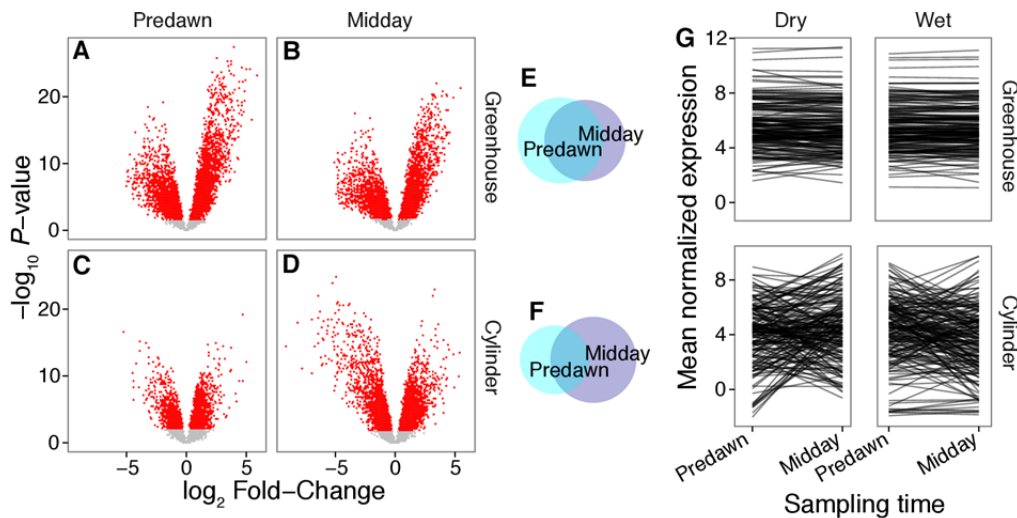 Predawn
Midday
A
B
C
D
20
10
0
20
10
0
−5
0
5
−5
0
5
−log10 P−value
log2 Fold−Change
Greenhouse
Cylinder
E
Midday
Predawn
F
Midday
Predawn
G
Dry
Wet
12
8
4
0
8
4
0
Mean normalized expression
Greenhouse
Cylinder
Predawn
Midday
Predawn
Midday
Sampling time